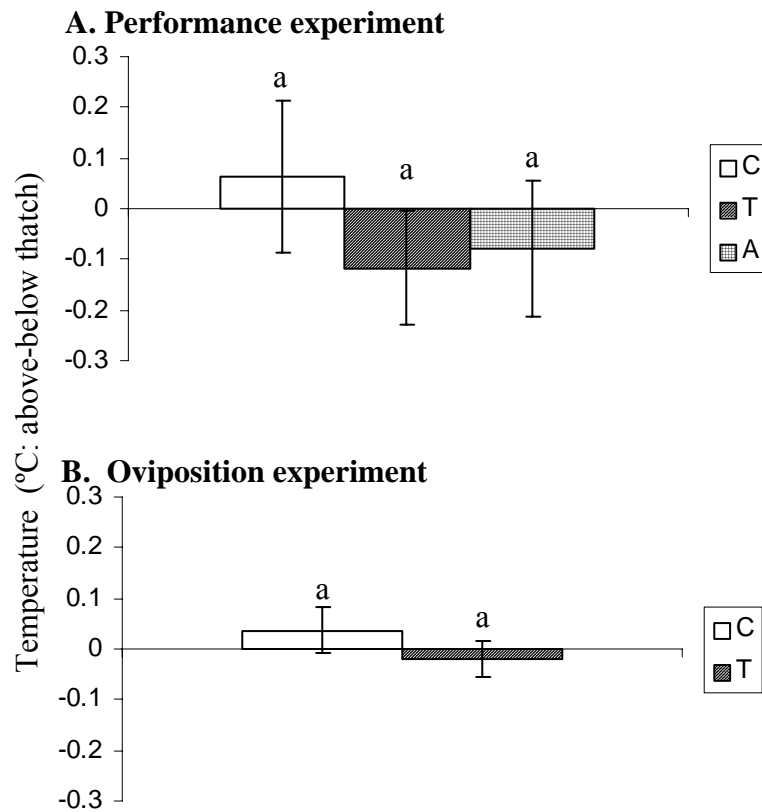 A. Performance experiment
0.3
0.2
0.1
0
-0.1
-0.2
-0.3
a
a
a
C
T
A
Temperature (ºC: above-below thatch)
B. Oviposition experiment
0.3
0.2
0.1
0
-0.1
-0.2
-0.3
a
a
C
T